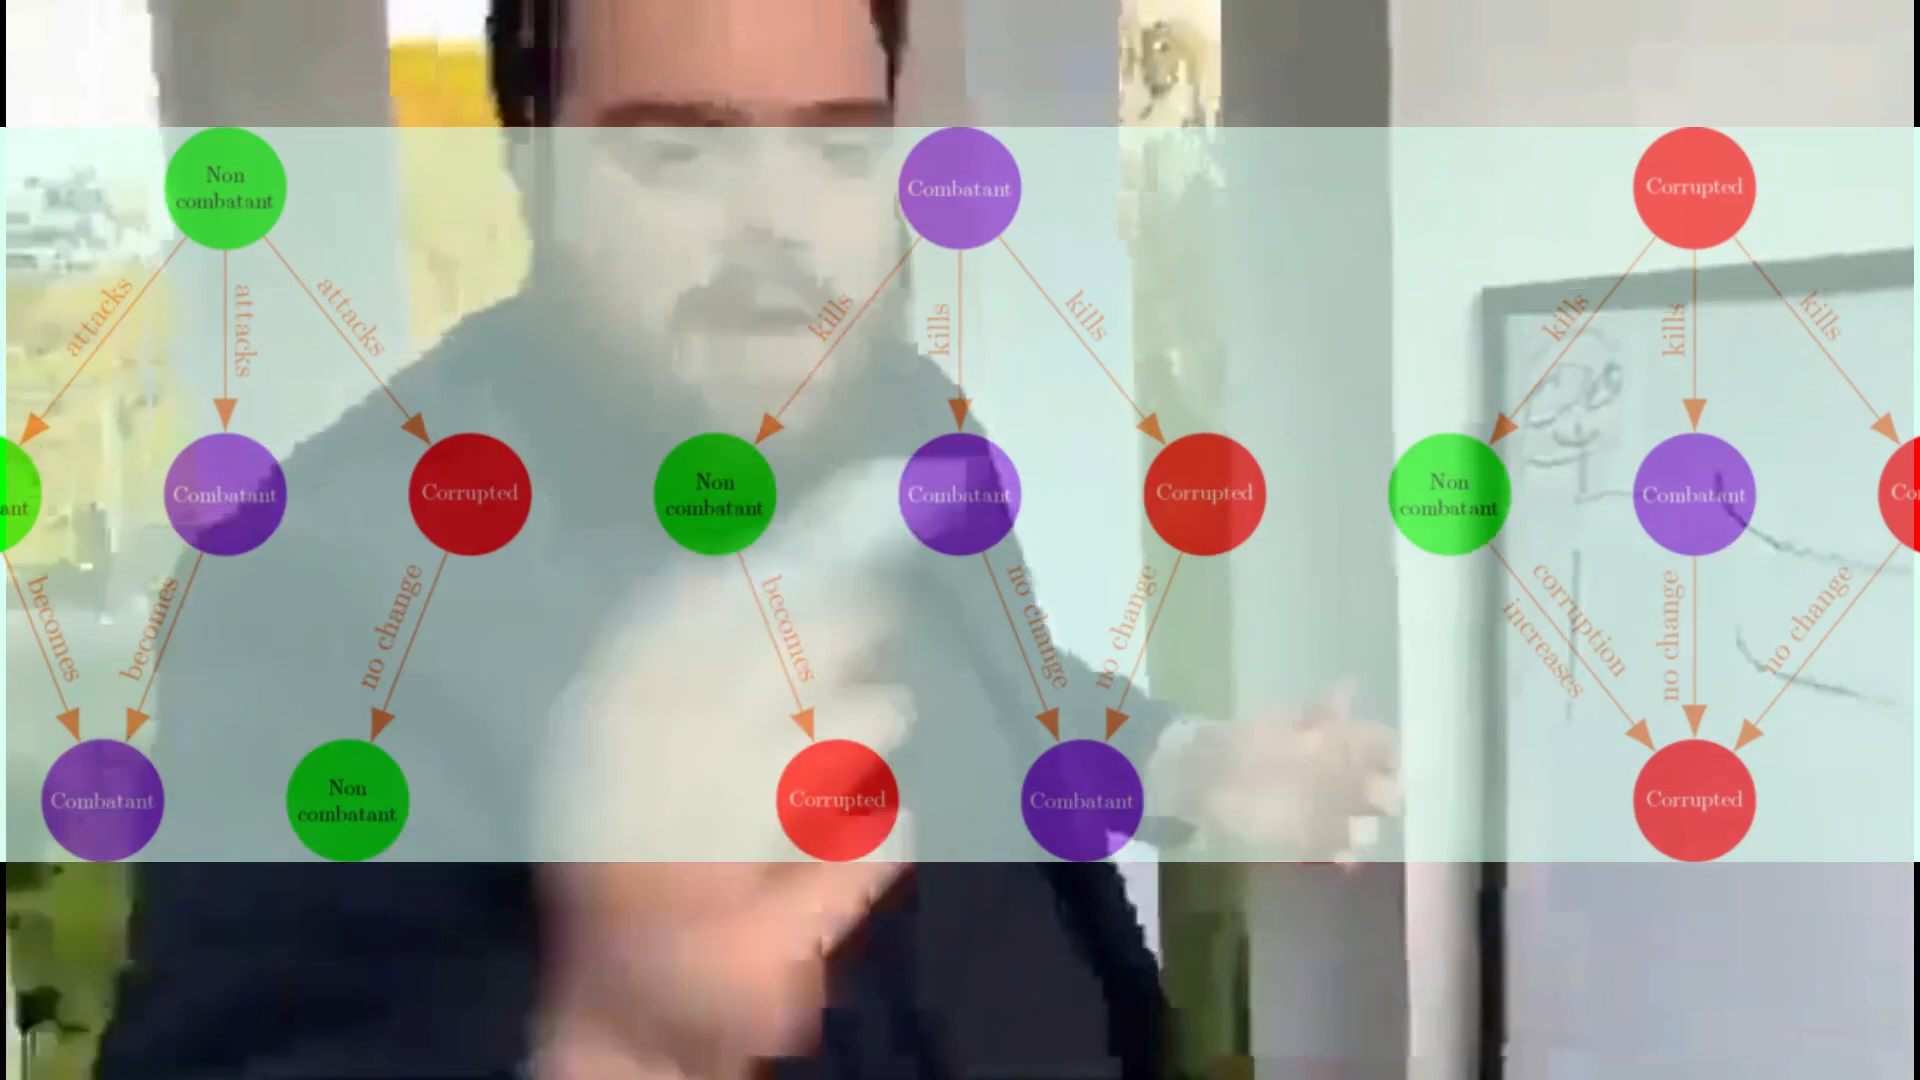 Non
combatant
Combatant
Corrupted
attacks
attacks
attacks
kills
kills
kills
kills
kills
kills
ant
Combatant
Corrupted
Non
combatant
Combatant
Corrupted
Non
combatant
Combatant
Co
becomes
becomes
no change
becomes
no change
no change
corruption
increases
no change
no change
Combatant
Non
combatant
Corrupted
Combatant
Corrupted